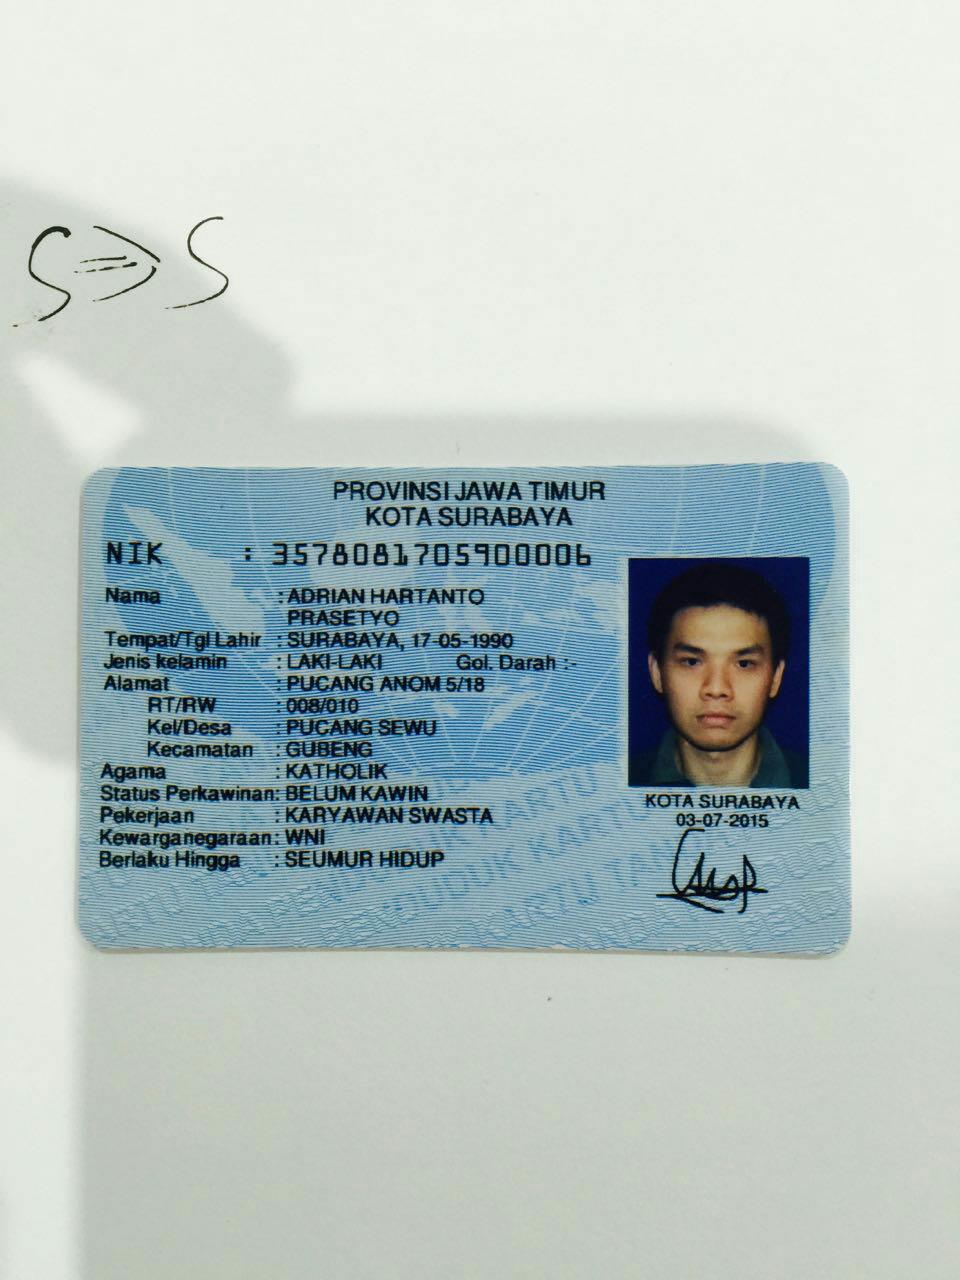 S => S
PROVINSI JAWA TIMUR
KOTA SURABAYA
NIK : 3578081705900006
Nama : ADRIAN HARTANTO
PRASETYO
Tempat/Tgl Lahir : SURABAYA, 17-05-1990
Jenis kelamin : LAKI-LAKI Gol. Darah :-
Alamat : PUCANG ANOM 5/18
RT/RW : 008/010
Kel/Desa : PUCANG SEWU
Kecamatan : GUBENG
Agama : KATHOLIK
Status Perkawinan: BELUM KAWIN
Pekerjaan : KARYAWAN SWASTA
Kewarganegaraan: WNI
Berlaku Hingga : SEUMUR HIDUP
KOTA SURABAYA
03-07-2015